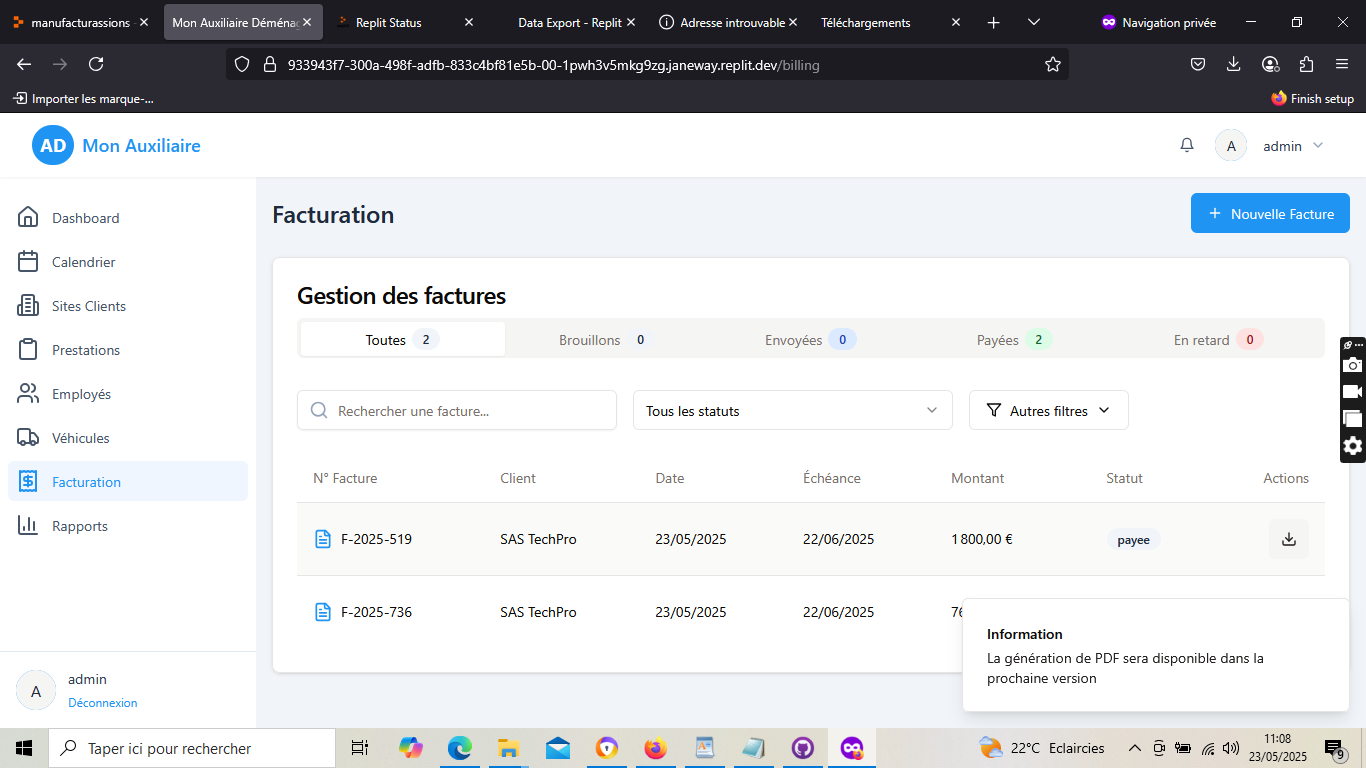 manufacturassions
Mon Auxiliaire Déména
Replit Status
Data Export - Replit
Adresse introuvable
Téléchargements
Navigation privée
933943f7-300a-498f-adfb-833c4bf81e5b-00-1pwh3v5mkg9zg.janeway.replit.dev/billing
Importer les marque-...
Finish setup
AD Mon Auxiliaire
A admin
Dashboard
Calendrier
Sites Clients
Prestations
Employés
Véhicules
Facturation
Rapports
A admin
Déconnexion
Facturation
+ Nouvelle Facture
Gestion des factures
Toutes 2 Brouillons 0 Envoyées 0 Payées 2 En retard 0
Rechercher une facture... Tous les statuts Autres filtres
N° Facture Client Date Échéance Montant Statut Actions
F-2025-519 SAS TechPro 23/05/2025 22/06/2025 1 800,00 € payee
F-2025-736 SAS TechPro 23/05/2025 22/06/2025
Information
La génération de PDF sera disponible dans la
prochaine version
Taper ici pour rechercher
22°C Eclaircies
11:08
23/05/2025
9